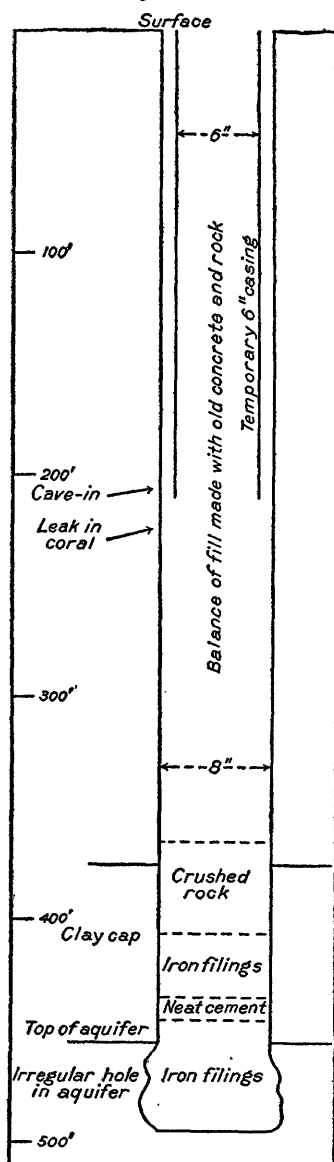 Surface
6"
100'
Temporary 6" casing
Balance of fill made with old concrete and rock
200'
Cave-in
Leak in
coral
300'
8"
Crushed
rock
400'
Clay cap
Iron filings
Neat cement
Top of aquifer
Irregular hole
in aquifer
Iron filings
500'